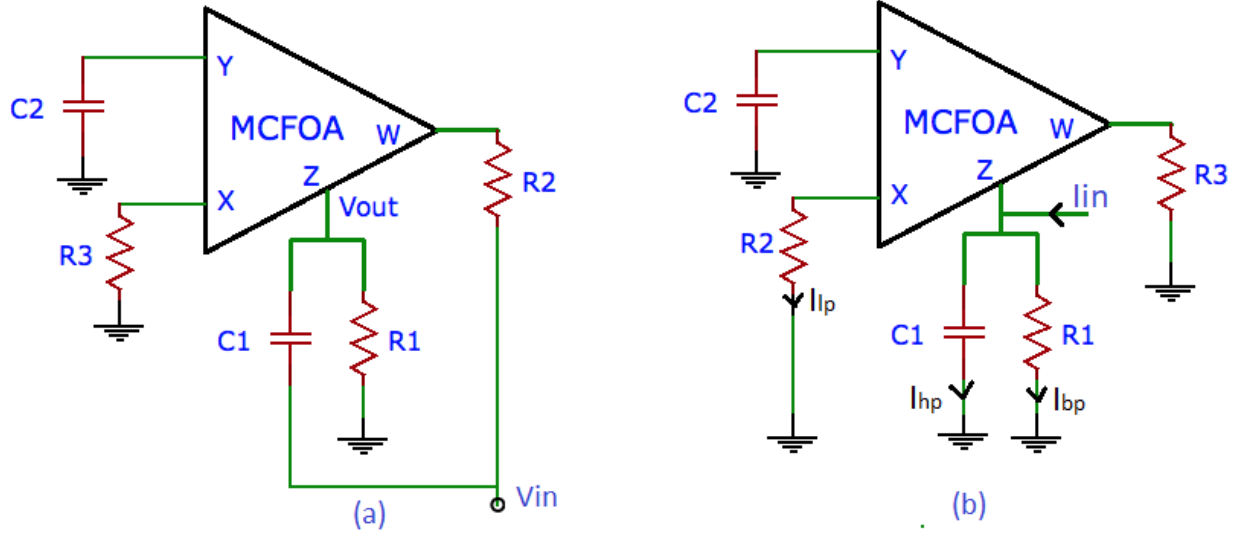 Y
C2
MCFOA
W
Z
R2
X
Vout
R3
C1
R1
Vin
(a)
Y
C2
MCFOA
W
Z
R3
X
Iin
R2
Ilp
C1
R1
Ihp
Ibp
(b)